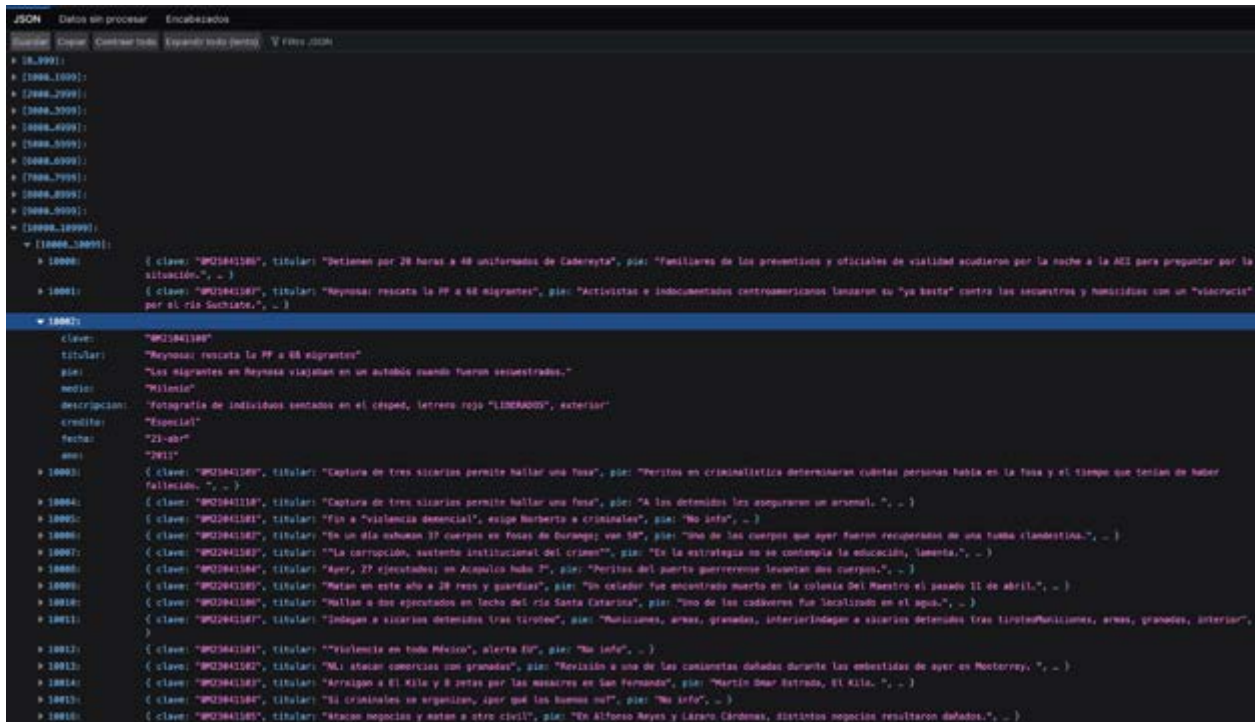 JSON Datos sin procesar Encabezados
Guardar Copiar Contraer todo Expandir todo (lento) Filtro JSON
[0…999]:
[1000…1999]:
[2000…2999]:
[3000…3999]:
[4000…4999]:
[5000…5999]:
[6000…6999]:
[7000…7999]:
[8000…8999]:
[9000…9999]:
[10000…10999]:
[10000…10099]:
10000: { clave: "0M21041106", titular: "Detienen por 20 horas a 40 uniformados de Cadereyta", pie: "Familiares de los preventivos y oficiales de vialidad acudieron por la noche a la AEI para preguntar por la
situación.", … }
10001: { clave: "0M21041107", titular: "Reynosa: rescata la PF a 68 migrantes", pie: "Activistas e indocumentados centroamericanos lanzaron su "ya basta" contra los secuestros y homicidios con un "viacrucis"
por el río Suchiate.", … }
10002:
clave: "0M21041108"
titular: "Reynosa: rescata la PF a 68 migrantes"
pie: "Los migrantes en Reynosa viajaban en un autobús cuando fueron secuestrados."
medio: "Milenio"
descripcion: "Fotografía de individuos sentados en el césped, letrero rojo "LIBERADOS", exterior"
credito: "Especial"
fecha: "21-abr"
ano: "2011"
10003: { clave: "0M21041109", titular: "Captura de tres sicarios permite hallar una fosa", pie: "Peritos en criminalística determinaran cuántas personas había en la fosa y el tiempo que tenían de haber
fallecido. ", … }
10004: { clave: "0M21041110", titular: "Captura de tres sicarios permite hallar una fosa", pie: "A los detenidos les aseguraron un arsenal. ", … }
10005: { clave: "0M22041101", titular: "Fin a "violencia demencial", exige Norberto a criminales", pie: "No info", … }
10006: { clave: "0M22041102", titular: "En un día exhuman 37 cuerpos en fosas de Durango; van 58", pie: "Uno de los cuerpos que ayer fueron recuperados de una tumba clandestina.", … }
10007: { clave: "0M22041103", titular: ""La corrupción, sustento institucional del crimen"", pie: "En la estrategia no se contempla la educación, lamenta.", … }
10008: { clave: "0M22041104", titular: "Ayer, 27 ejecutados; en Acapulco hubo 7", pie: "Peritos del puerto guerrerense levantan dos cuerpos.", … }
10009: { clave: "0M22041105", titular: "Matan en este año a 20 reos y guardias", pie: "Un celador fue encontrado muerto en la colonia Del Maestro el pasado 11 de abril.", … }
10010: { clave: "0M22041106", titular: "Hallan a dos ejecutados en lecho del río Santa Catarina", pie: "Uno de los cadáveres fue localizado en el agua.", … }
10011: { clave: "0M22041107", titular: "Indagan a sicarios detenidos tras tiroteo", pie: "Municiones, armas, granadas, interiorIndagan a sicarios detenidos tras tiroteoMuniciones, armas, granadas, interior", …
}
10012: { clave: "0M23041101", titular: ""Violencia en todo México", alerta EU", pie: "No info", … }
10013: { clave: "0M23041102", titular: "NL: atacan comercios con granadas", pie: "Revisión a una de las camionetas dañadas durante las embestidas de ayer en Monterrey. ", … }
10014: { clave: "0M23041103", titular: "Arraigan a El Kilo y 8 zetas por las masacres en San Fernando", pie: "Martín Omar Estrada, El Kilo. ", … }
10015: { clave: "0M23041104", titular: "Si criminales se organizan, ¿por qué los buenos no?", pie: "No info", … }
10016: { clave: "0M23041105", titular: "Atacan negocios y matan a otro civil", pie: "En Alfonso Reyes y Lázaro Cárdenas, distintos negocios resultaron dañados.", … }